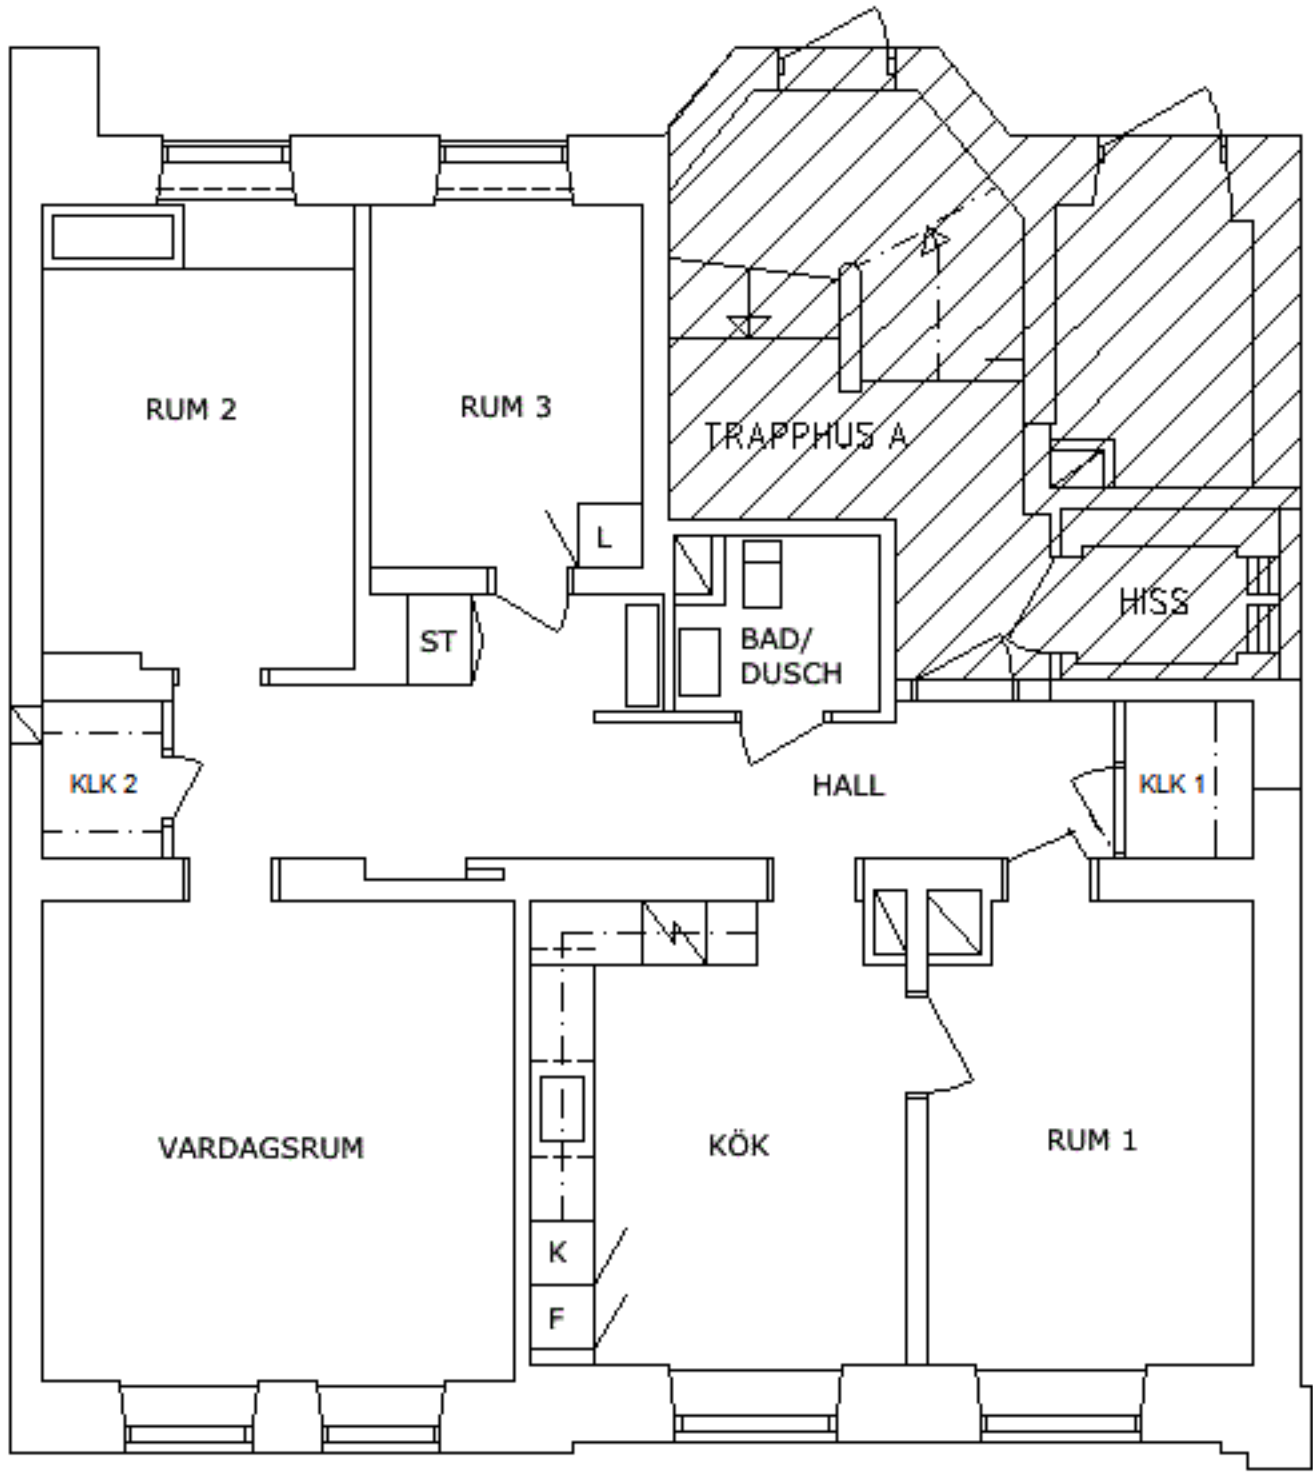 RUM 2
RUM 3
TRAPPHUS A
L
HISS
ST
BAD/
DUSCH
KLK 2
HALL
KLK 1
VARDAGSRUM
KÖK
RUM 1
K
F